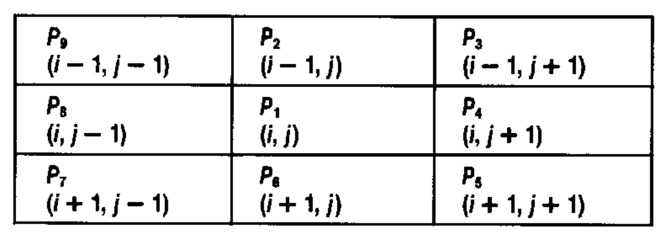 P₉ P₂ P₃
(i − 1, j − 1) (i − 1, j) (i − 1, j + 1)
P₈ P₁ P₄
(i, j − 1) (i, j) (i, j + 1)
P₇ P₆ P₅
(i + 1, j − 1) (i + 1, j) (i + 1, j + 1)